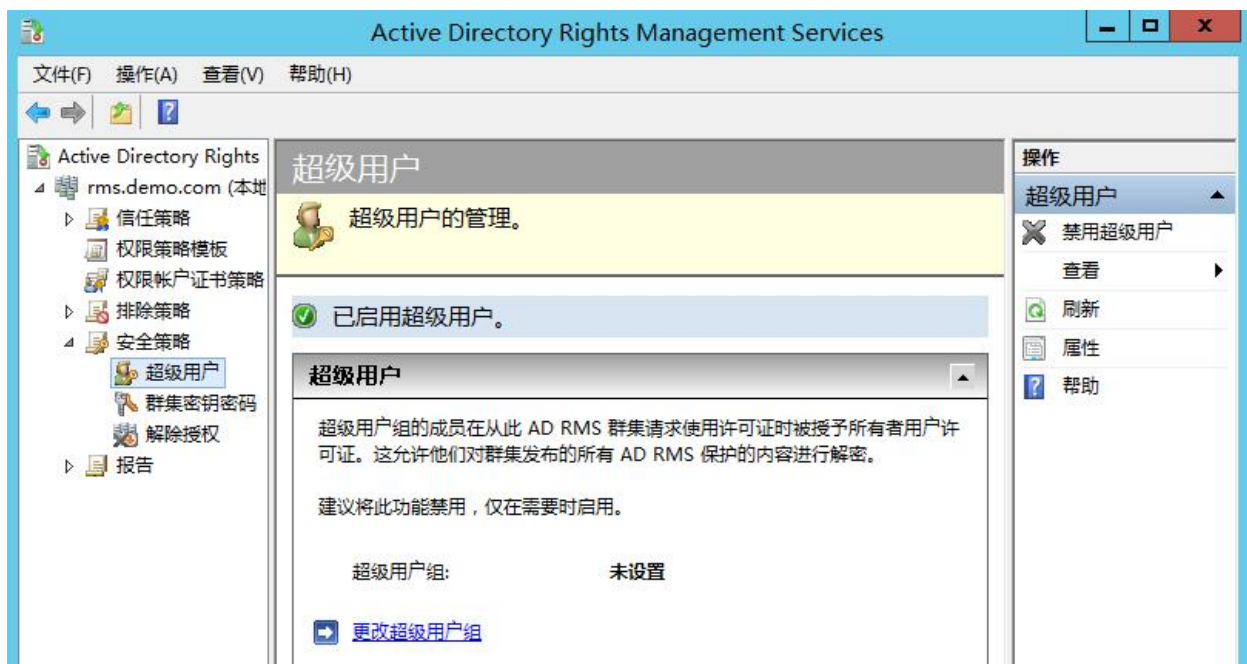 Active Directory Rights Management Services
文件(F) 操作(A) 查看(V) 帮助(H)
Active Directory Rights
rms.demo.com (本地
信任策略
权限策略模板
权限帐户证书策略
排除策略
安全策略
超级用户
群集密钥密码
解除授权
报告
超级用户
超级用户的管理。
已启用超级用户。
超级用户
超级用户组的成员在从此 AD RMS 群集请求使用许可证时被授予所有者用户许
可证。这允许他们对群集发布的所有 AD RMS 保护的内容进行解密。
建议将此功能禁用，仅在需要时启用。
超级用户组: 未设置
更改超级用户组
操作
超级用户
禁用超级用户
查看
刷新
属性
帮助